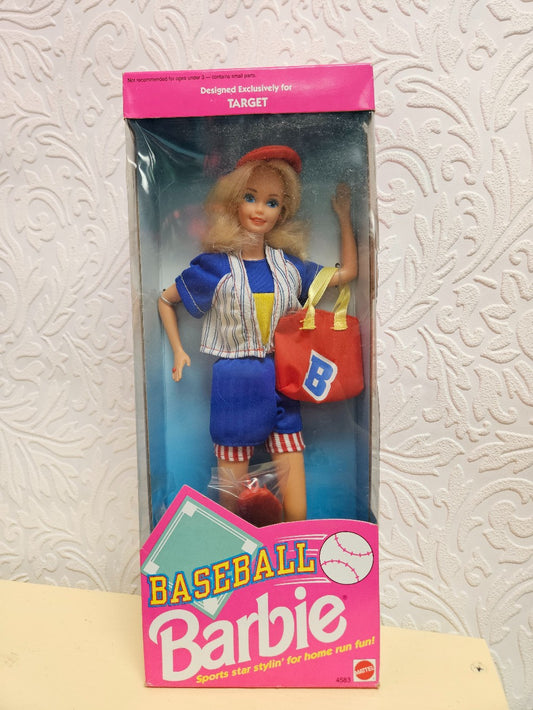 Not recommended for ages under 3 — contains small parts.
Designed Exclusively for
TARGET
B
BASEBALL
Barbie®
Sports star stylin' for home run fun!
4583
MATTEL